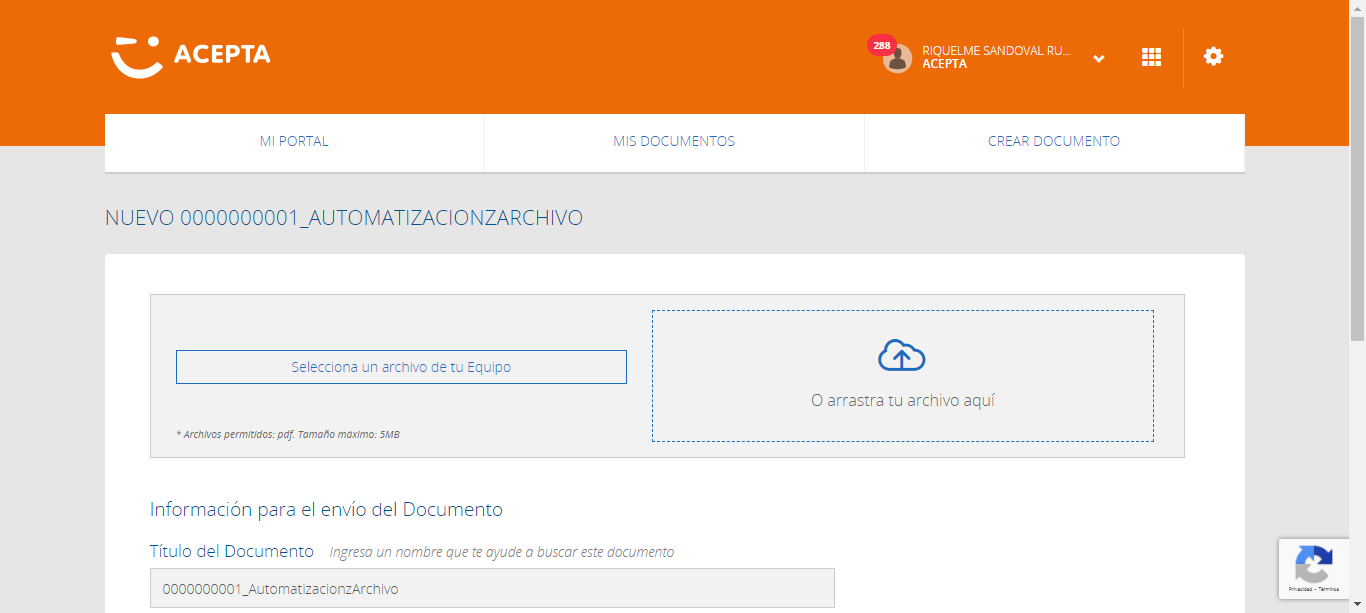 ACEPTA
288
RIQUELME SANDOVAL RU...
ACEPTA
MI PORTAL
MIS DOCUMENTOS
CREAR DOCUMENTO
NUEVO 0000000001_AUTOMATIZACIONZARCHIVO
Selecciona un archivo de tu Equipo
* Archivos permitidos: pdf. Tamaño máximo: 5MB
O arrastra tu archivo aquí
Información para el envío del Documento
Título del Documento Ingresa un nombre que te ayude a buscar este documento
0000000001_AutomatizacionzArchivo
Privacidad - Términos